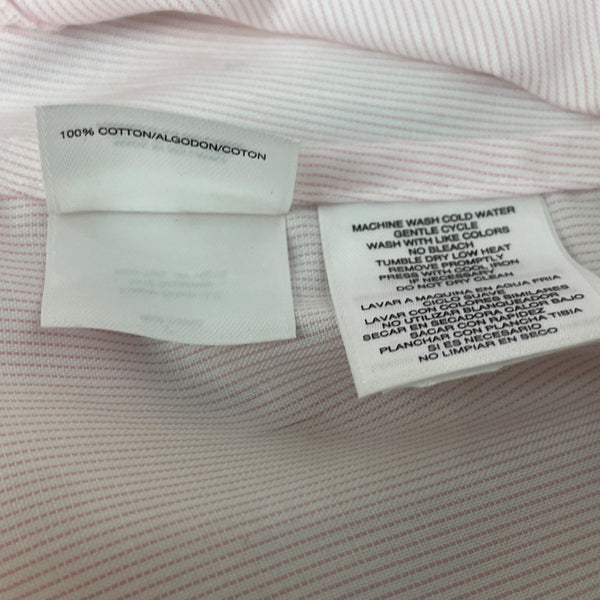 100% COTTON/ALGODON/COTON
MACHINE WASH COLD WATER
GENTLE CYCLE
WASH WITH LIKE COLORS
NO BLEACH
TUMBLE DRY LOW HEAT
REMOVE PROMPTLY
PRESS WITH COOL IRON
IF NECESSARY
DO NOT DRY CLEAN
LAVAR A MAQUINA EN AQUA FRIA
CICLO SUAVE
LAVAR CON COLORES SIMILARES
NO UTILIZAR BLANQUEADORES
SECAR EN SECADORA CALOR BAJO
SACAR CON RAPIDEZ
PLANCHAR CON PLANCHA TIBIA
SI ES NECESARIO
NO LIMPIAR EN SECO